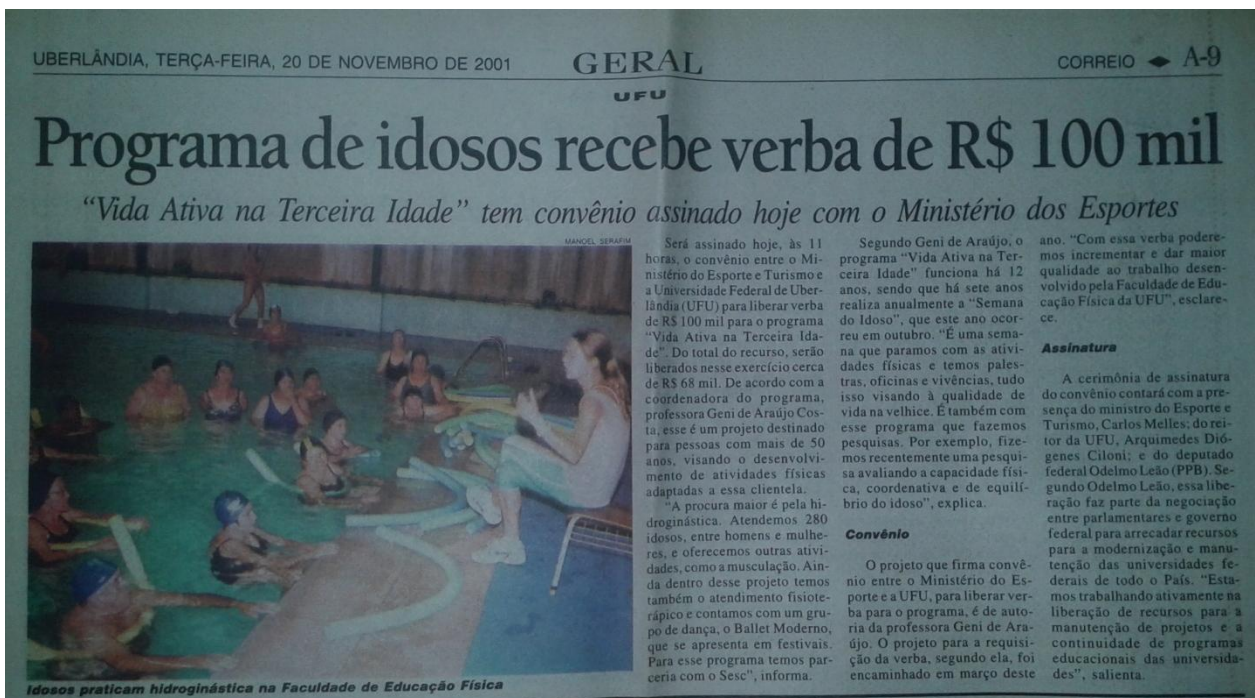 UBERLÂNDIA, TERÇA-FEIRA, 20 DE NOVEMBRO DE 2001
GERAL
CORREIO A-9
UFU
Programa de idosos recebe verba de R$ 100 mil
“Vida Ativa na Terceira Idade” tem convênio assinado hoje com o Ministério dos Esportes
MANOEL SERAFIM
Idosos praticam hidroginástica na Faculdade de Educação Física
Será assinado hoje, às 11
horas, o convênio entre o Mi-
nistério do Esporte e Turismo e
a Universidade Federal de Uber-
lândia (UFU) para liberar verba
de R$ 100 mil para o programa
“Vida Ativa na Terceira Ida-
de”. Do total do recurso, serão
liberados nesse exercício cerca
de R$ 68 mil. De acordo com a
coordenadora do programa,
professora Geni de Araújo Cos-
ta, esse é um projeto destinado
para pessoas com mais de 50
anos, visando o desenvolvi-
mento de atividades físicas
adaptadas a essa clientela.
“A procura maior é pela hi-
droginástica. Atendemos 280
idosos, entre homens e mulhe-
res, e oferecemos outras ativi-
dades, como a musculação. Ain-
da dentro desse projeto temos
também o atendimento fisiote-
rápico e contamos com um gru-
po de dança, o Ballet Moderno,
que se apresenta em festivais.
Para esse programa temos par-
ceria com o Sesc”, informa.
Segundo Geni de Araújo, o
programa “Vida Ativa na Ter-
ceira Idade” funciona há 12
anos, sendo que há sete anos
realiza anualmente a “Semana
do Idoso”, que este ano ocor-
reu em outubro. “É uma sema-
na que paramos com as ativi-
dades físicas e temos pales-
tras, oficinas e vivências, tudo
isso visando à qualidade de
vida na velhice. É também com
esse programa que fazemos
pesquisas. Por exemplo, fize-
mos recentemente uma pesqui-
sa avaliando a capacidade físi-
ca, coordenativa e de equilí-
brio do idoso”, explica.
Convênio
O projeto que firma convê-
nio entre o Ministério do Es-
porte e a UFU, para liberar ver-
ba para o programa, é de auto-
ria da professora Geni de Ara-
újo. O projeto para a requisi-
ção da verba, segundo ela, foi
encaminhado em março deste
ano. “Com essa verba podere-
mos incrementar e dar maior
qualidade ao trabalho desen-
volvido pela Faculdade de Edu-
cação Física da UFU”, esclare-
ce.
Assinatura
A cerimônia de assinatura
do convênio contará com a pre-
sença do ministro do Esporte e
Turismo, Carlos Melles; do rei-
tor da UFU, Arquimedes Dió-
genes Ciloni; e do deputado
federal Odelmo Leão (PPB). Se-
gundo Odelmo Leão, essa libe-
ração faz parte da negociação
entre parlamentares e governo
federal para arrecadar recursos
para a modernização e manu-
tenção das universidades fe-
derais de todo o País. “Esta-
mos trabalhando ativamente na
liberação de recursos para a
manutenção de projetos e a
continuidade de programas
educacionais das universida-
des”, salienta.